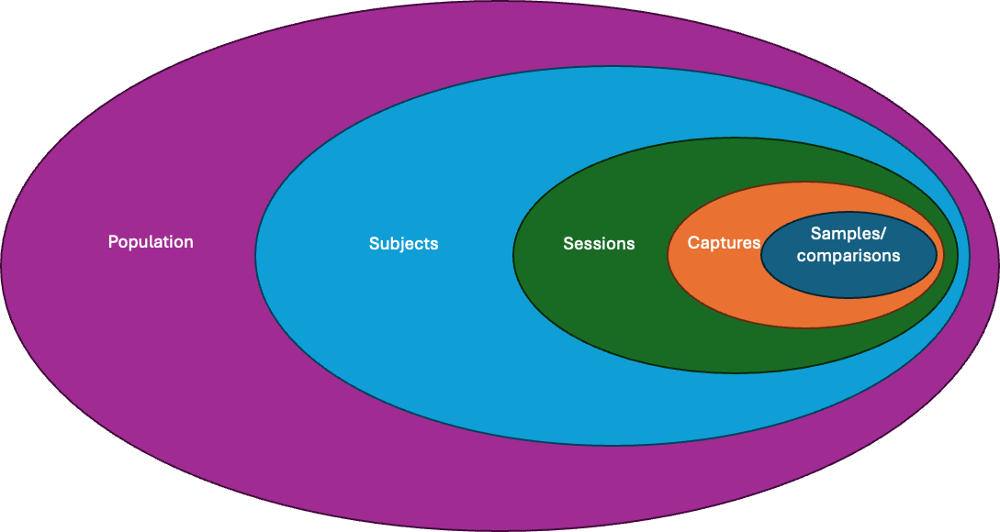 Population
Subjects
Sessions
Captures
Samples/
comparisons